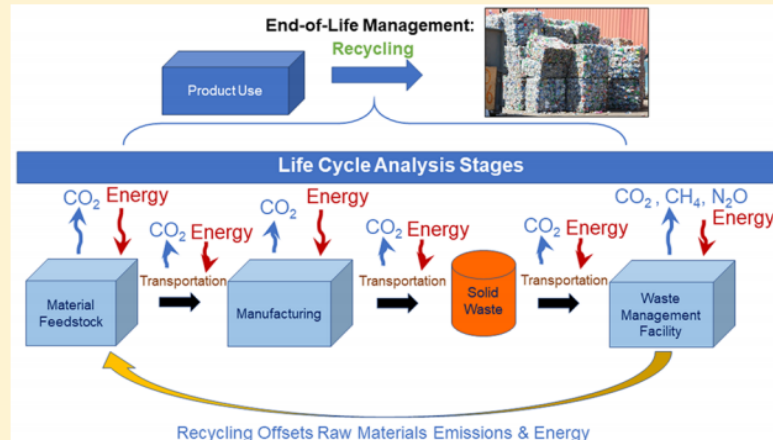 End-of-Life Management:
Recycling
Product Use
Life Cycle Analysis Stages
CO₂ Energy
CO₂ Energy
CO₂
Energy
CO₂ Energy
CO₂ Energy
CO₂ , CH₄, N₂O
Energy
Transportation
Transportation
Transportation
Material
Feedstock
Manufacturing
Solid
Waste
Waste
Management
Facility
Recycling Offsets Raw Materials Emissions & Energy